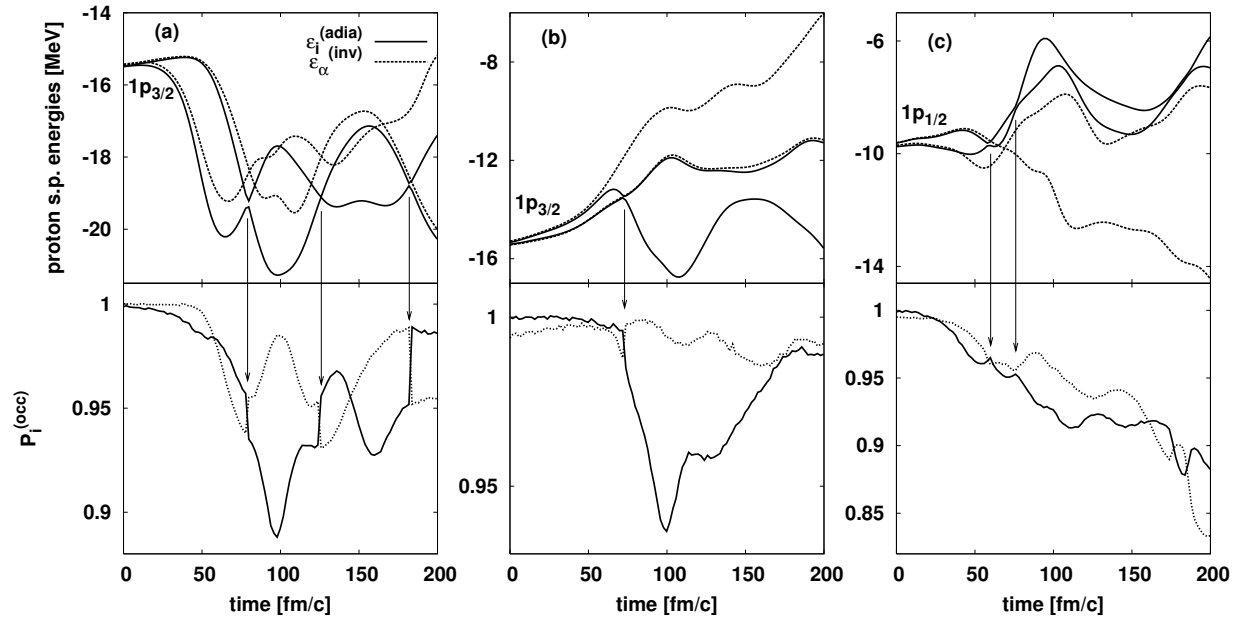 (a)
ε_i^(adia)
ε_α^(inv)
1p3/2
-14
-15
-16
-18
-20
proton s.p. energies [MeV]
(b)
1p3/2
-8
-12
-16
(c)
1p1/2
-6
-10
-14
1
0.95
0.9
P_i^(occ)
1
0.95
1
0.95
0.9
0.85
0 50 100 150 200
0 50 100 150 200
0 50 100 150 200
time [fm/c]
time [fm/c]
time [fm/c]